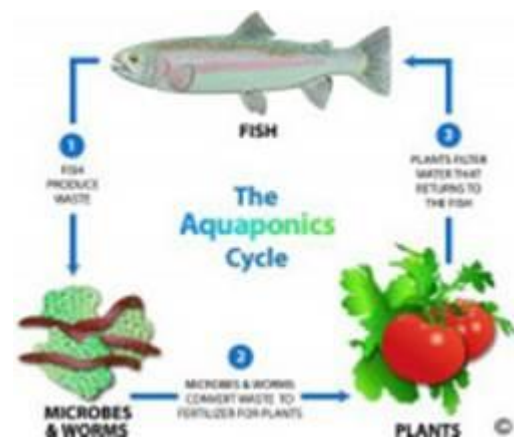 FISH
1
FISH
PRODUCE
WASTE
3
PLANTS FILTER
WATER THAT
RETURNS TO
THE FISH
The
Aquaponics
Cycle
2
MICROBES & WORMS
CONVERT WASTE TO
FERTILIZER FOR PLANTS
MICROBES
& WORMS
PLANTS
©